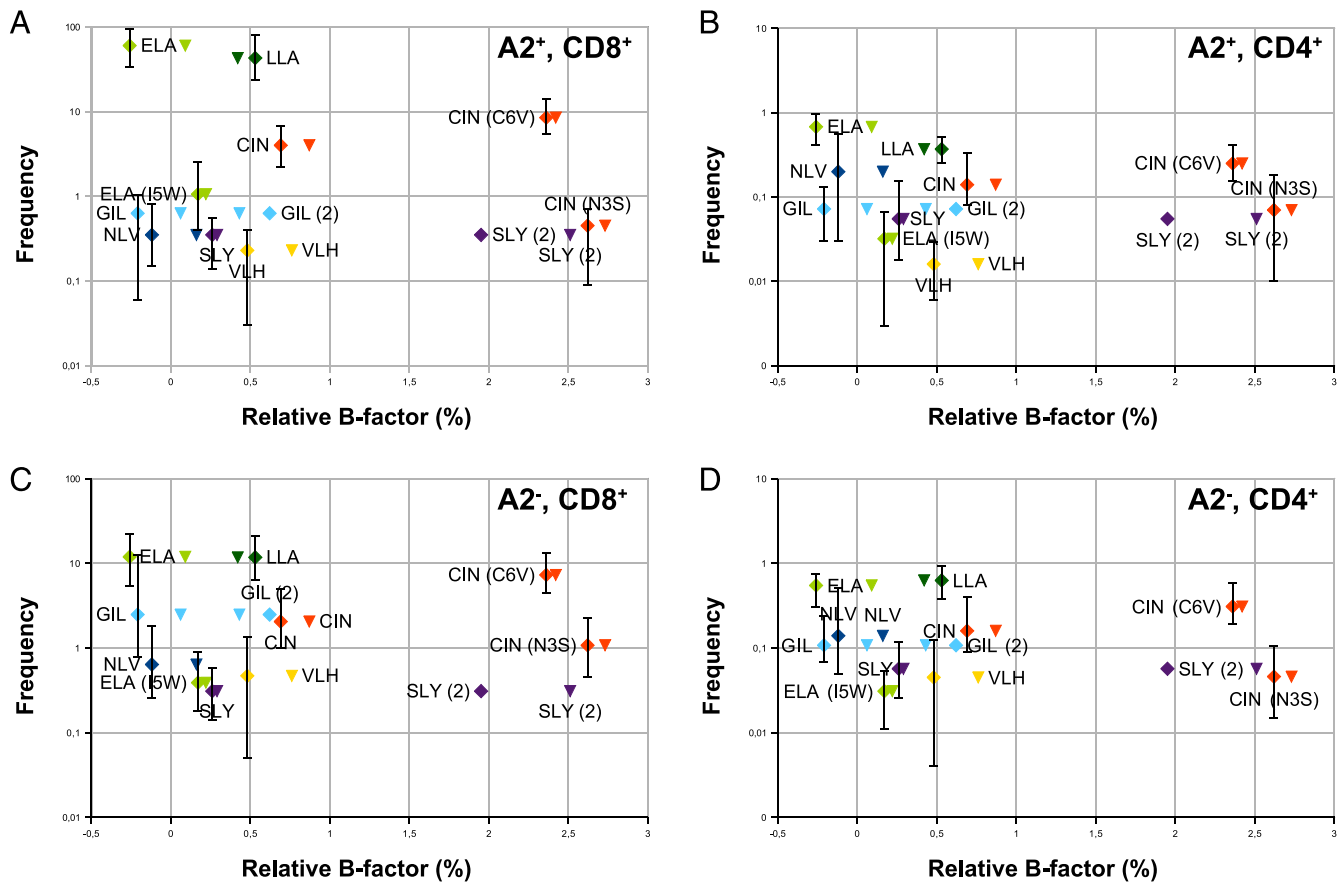 A
A2⁺, CD8⁺
Frequency
100
10
1
0,1
0,01
ELA
LLA
CIN (C6V)
CIN
ELA (I5W)
GIL
GIL (2)
CIN (N3S)
NLV
SLY
SLY (2)
SLY (2)
VLH
-0,5
0
0,5
1
1,5
2
2,5
3
Relative B-factor (%)
B
A2⁺, CD4⁺
Frequency
10
1
0,1
0,01
0
ELA
LLA
CIN (C6V)
NLV
CIN
CIN (N3S)
GIL
GIL (2)
SLY
SLY (2)
SLY (2)
ELA (I5W)
VLH
VLH
-0,5
0
0,5
1
1,5
2
2,5
3
Relative B-factor (%)
C
A2⁻, CD8⁺
Frequency
100
10
1
0,1
0,01
ELA
LLA
CIN (C6V)
GIL (2)
GIL
CIN
CIN
CIN (N3S)
NLV
ELA (I5W)
VLH
SLY
SLY (2)
SLY (2)
-0,5
0
0,5
1
1,5
2
2,5
3
Relative B-factor (%)
D
A2⁻, CD4⁺
Frequency
10
1
0,1
0,01
0
ELA
LLA
CIN (C6V)
NLV
NLV
CIN
GIL
GIL (2)
SLY
SLY (2)
ELA (I5W)
VLH
CIN (N3S)
-0,5
0
0,5
1
1,5
2
2,5
3
Relative B-factor (%)